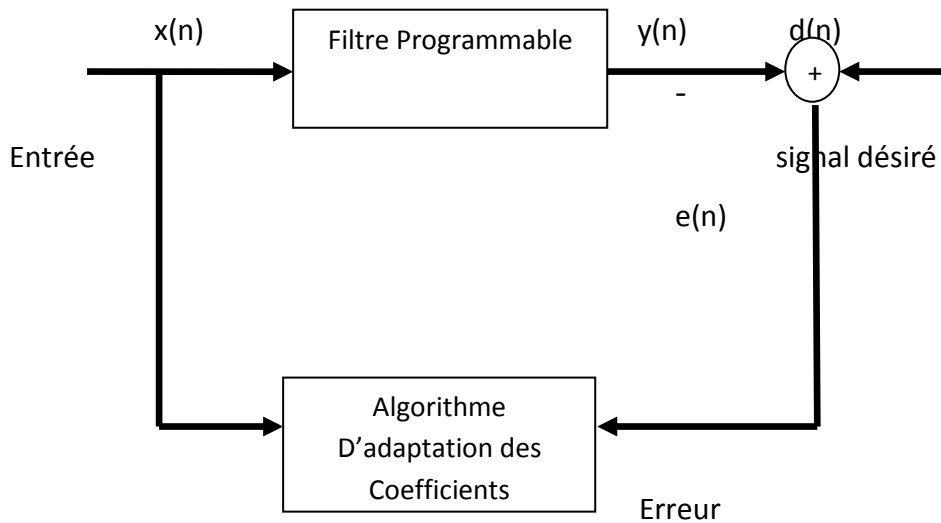 x(n)
Filtre Programmable
y(n)
d(n)
+
-
Entrée
signal désiré
e(n)
Algorithme
D’adaptation des
Coefficients
Erreur